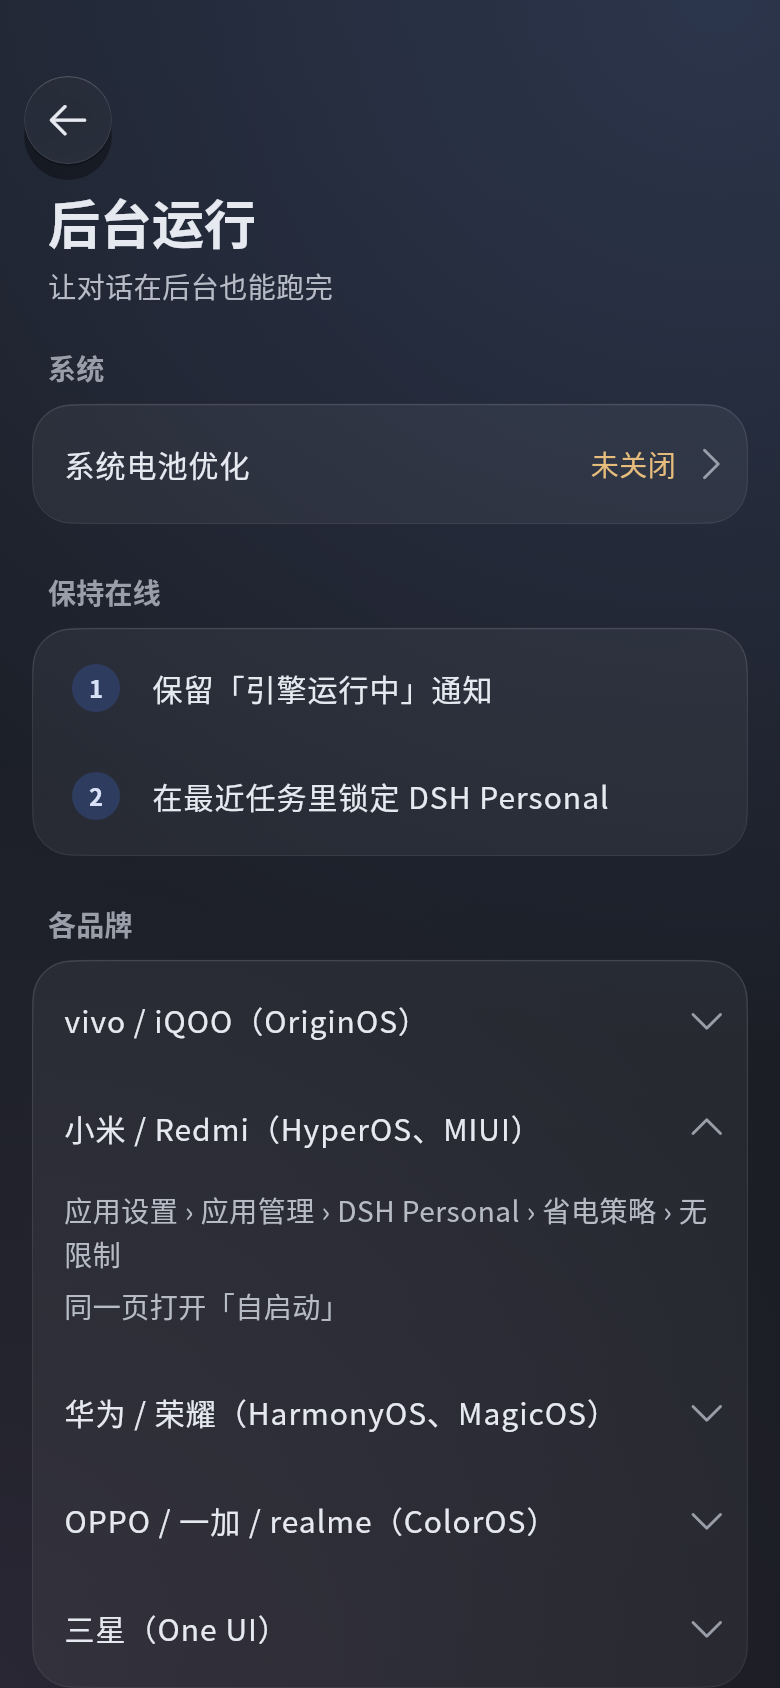 后台运行
让对话在后台也能跑完
系统
系统电池优化 未关闭
保持在线
1 保留「引擎运行中」通知
2 在最近任务里锁定 DSH Personal
各品牌
vivo / iQOO（OriginOS）
小米 / Redmi（HyperOS、MIUI）
应用设置 › 应用管理 › DSH Personal › 省电策略 › 无
限制
同一页打开「自启动」
华为 / 荣耀（HarmonyOS、MagicOS）
OPPO / 一加 / realme（ColorOS）
三星（One UI）